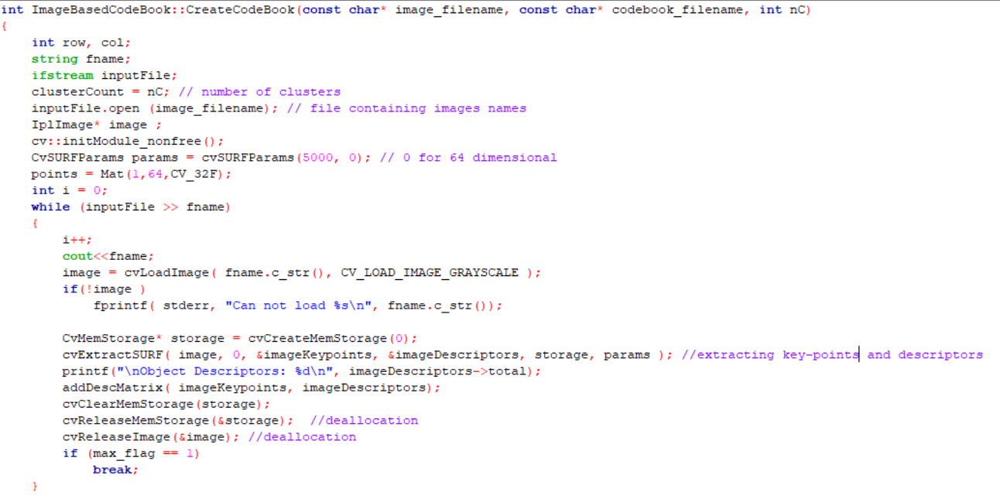 int ImageBasedCodeBook::CreateCodeBook(const char* image_filename, const char* codebook_filename, int nC)
{
    int row, col;
    string fname;
    ifstream inputFile;
    clusterCount = nC; // number of clusters
    inputFile.open (image_filename); // file containing images names
    IplImage* image ;
    cv::initModule_nonfree();
    CvSURFParams params = cvSURFParams(5000, 0); // 0 for 64 dimensional
    points = Mat(1,64,CV_32F);
    int i = 0;
    while (inputFile >> fname)
    {
        i++;
        cout<<fname;
        image = cvLoadImage( fname.c_str(), CV_LOAD_IMAGE_GRAYSCALE );
        if(!image )
            fprintf( stderr, "Can not load %s\n", fname.c_str());

        CvMemStorage* storage = cvCreateMemStorage(0);
        cvExtractSURF( image, 0, &imageKeypoints, &imageDescriptors, storage, params ); //extracting key-points and descriptors
        printf("\nObject Descriptors: %d\n", imageDescriptors->total);
        addDescMatrix( imageKeypoints, imageDescriptors);
        cvClearMemStorage(storage);
        cvReleaseMemStorage(&storage);  //deallocation
        cvReleaseImage(&image); //deallocation
        if (max_flag == 1)
            break;
    }